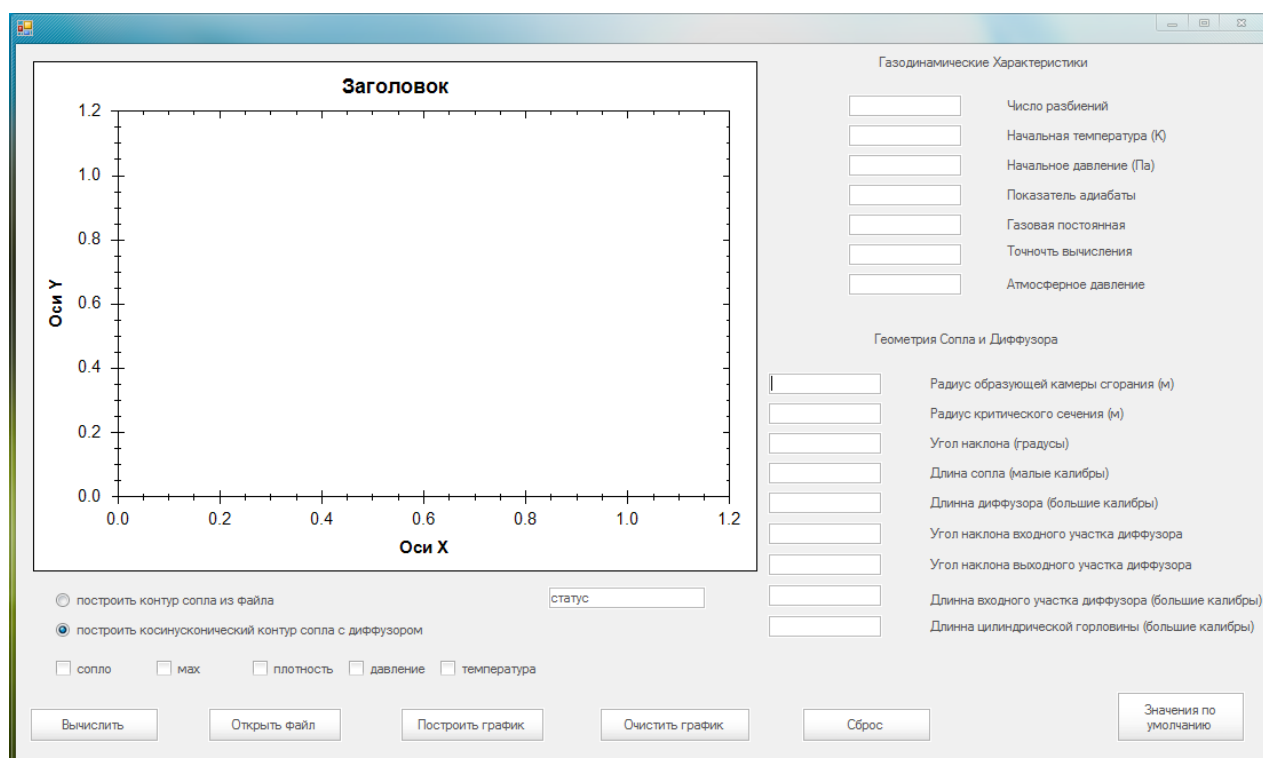 Заголовок
1.2
1.0
0.8
0.6
0.4
0.2
0.0
Оси Y
0.0 0.2 0.4 0.6 0.8 1.0 1.2
Оси X
Газодинамические Характеристики
Число разбиений
Начальная температура (К)
Начальное давление (Па)
Показатель адиабаты
Газовая постоянная
Точночть вычисления
Атмосферное давление
Геометрия Сопла и Диффузора
Радиус образующей камеры сгорания (м)
Радиус критического сечения (м)
Угол наклона (градусы)
Длина сопла (малые калибры)
Длинна диффузора (большие калибры)
Угол наклона входного участка диффузора
Угол наклона выходного участка диффузора
Длинна входного участка диффузора (большие калибры)
Длинна цилиндрической горловины (большие калибры)
построить контур сопла из файла
статус
построить косинусконический контур сопла с диффузором
сопло мах плотность давление температура
Вычислить Открыть файл Построить график Очистить график Сброс
Значения по
умолчанию